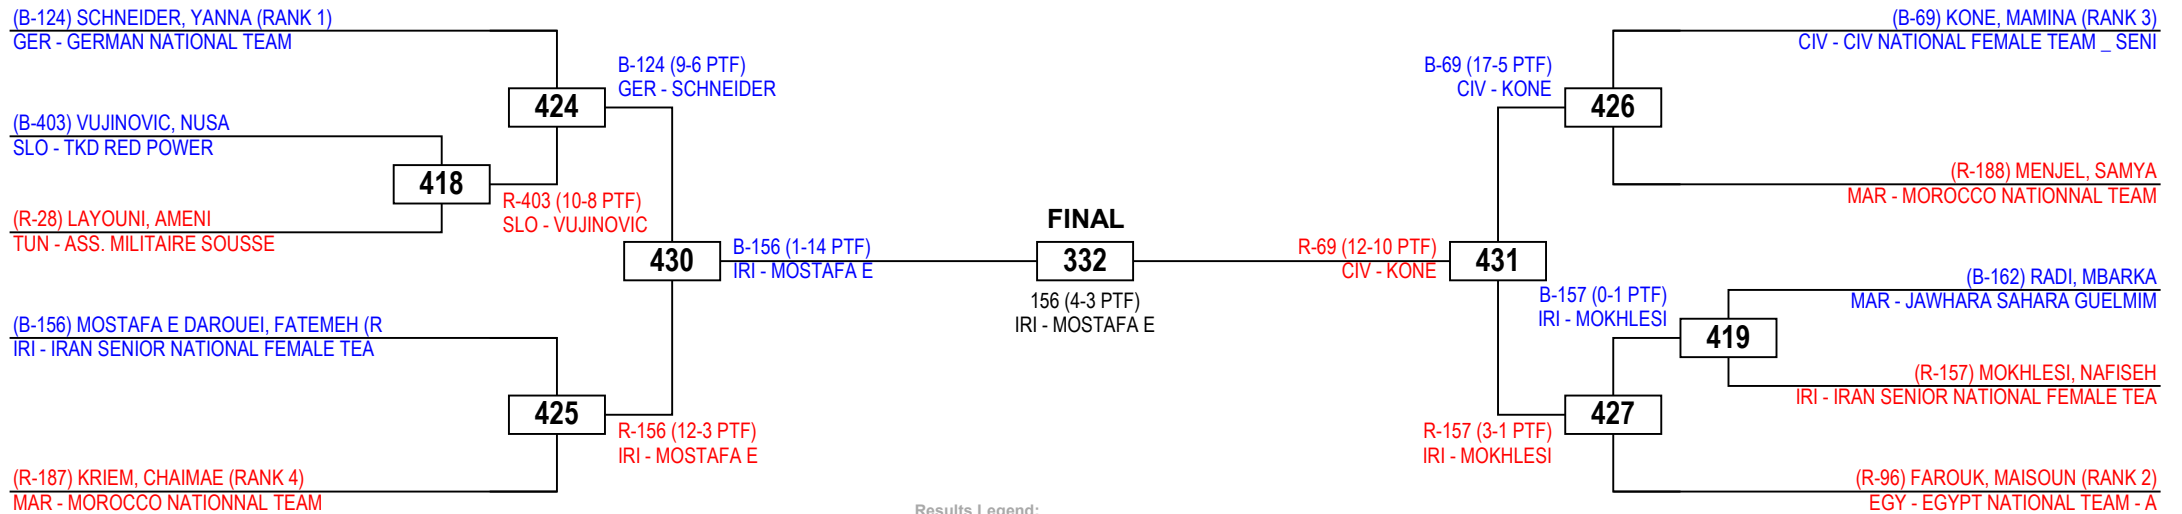 (B-124) SCHNEIDER, YANNA (RANK 1)
GER - GERMAN NATIONAL TEAM
B-124 (9-6 PTF)
GER - SCHNEIDER
424
(B-403) VUJINOVIC, NUSA
SLO - TKD RED POWER
418
R-403 (10-8 PTF)
SLO - VUJINOVIC
(R-28) LAYOUNI, AMENI
TUN - ASS. MILITAIRE SOUSSE
430
B-156 (1-14 PTF)
IRI - MOSTAFA E
(B-156) MOSTAFA E DAROUEI, FATEMEH (R
IRI - IRAN SENIOR NATIONAL FEMALE TEA
425
R-156 (12-3 PTF)
IRI - MOSTAFA E
(R-187) KRIEM, CHAIMAE (RANK 4)
MAR - MOROCCO NATIONNAL TEAM
FINAL
332
156 (4-3 PTF)
IRI - MOSTAFA E
(B-69) KONE, MAMINA (RANK 3)
CIV - CIV NATIONAL FEMALE TEAM _ SENI
B-69 (17-5 PTF)
CIV - KONE
426
(R-188) MENJEL, SAMYA
MAR - MOROCCO NATIONNAL TEAM
R-69 (12-10 PTF)
CIV - KONE
431
(B-162) RADI, MBARKA
MAR - JAWHARA SAHARA GUELMIM
B-157 (0-1 PTF)
IRI - MOKHLESI
419
(R-157) MOKHLESI, NAFISEH
IRI - IRAN SENIOR NATIONAL FEMALE TEA
427
R-157 (3-1 PTF)
IRI - MOKHLESI
(R-96) FAROUK, MAISOUN (RANK 2)
EGY - EGYPT NATIONAL TEAM - A
Results Legend: